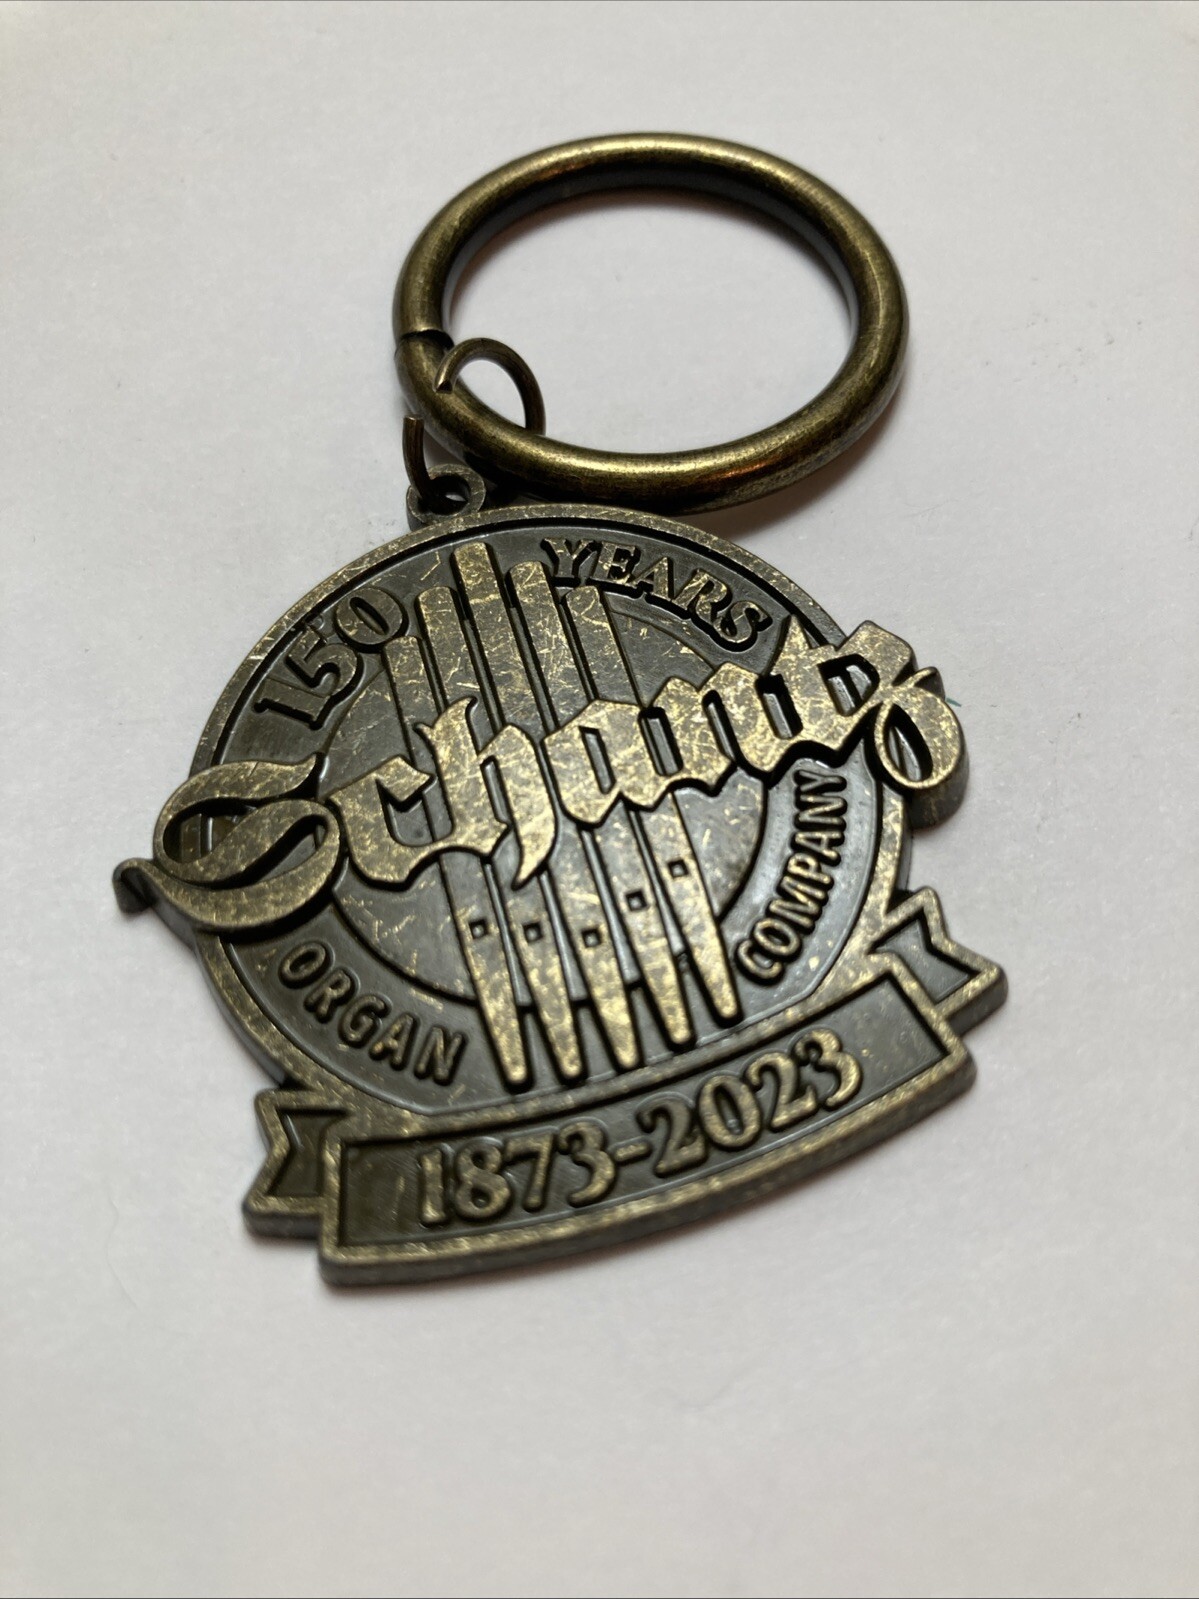 150 YEARS
Schantz
ORGAN COMPANY
1873-2023